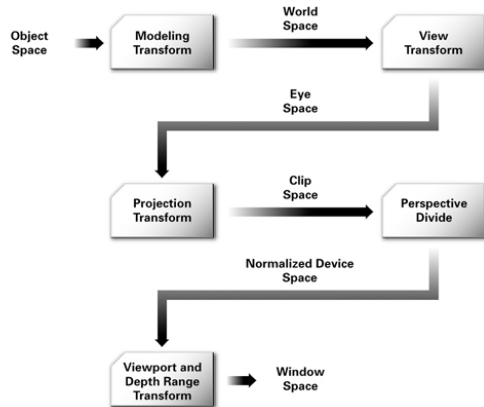 Object
Space
Modeling
Transform
World
Space
View
Transform
Eye
Space
Projection
Transform
Clip
Space
Perspective
Divide
Normalized Device
Space
Viewport and
Depth Range
Transform
Window
Space